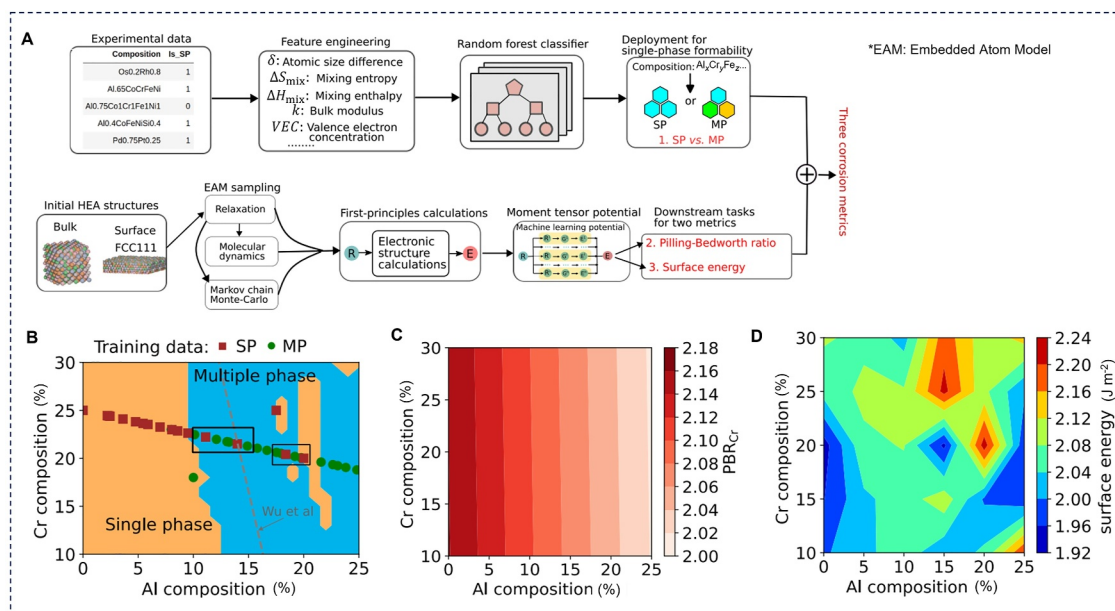 A
Experimental data
Composition Is_SP
Os0.2Rh0.8 1
Al.65CoCrFeNi 1
Al0.75Co1Cr1Fe1Ni1 0
Al0.4CoFeNiSi0.4 1
Pd0.75Pt0.25 1
Feature engineering
δ: Atomic size difference
ΔSmix: Mixing entropy
ΔHmix: Mixing enthalpy
k: Bulk modulus
VEC: Valence electron
concentration
........
Random forest classifier
Deployment for
single-phase formability
Composition: AlxCryFez...
or
SP MP
1. SP vs. MP
*EAM: Embedded Atom Model
Three corrosion metrics
Initial HEA structures
Bulk
Surface
FCC111
EAM sampling
Relaxation
Molecular
dynamics
Markov chain
Monte-Carlo
First-principles calculations
R
Electronic
structure
calculations
E
Moment tensor potential
Machine learning potential
R
E
Downstream tasks
for two metrics
2. Pilling-Bedworth ratio
3. Surface energy
B
Training data: SP MP
Multiple phase
Single phase
Wu et al
30
25
20
15
10
Cr composition (%)
0 5 10 15 20 25
Al composition (%)
C
30
25
20
15
10
Cr composition (%)
0 5 10 15 20 25
Al composition (%)
2.18
2.16
2.14
2.12
2.10
2.08
2.06
2.04
2.02
2.00
PBRCr
D
30
25
20
15
10
Cr composition (%)
0 5 10 15 20 25
Al composition (%)
2.24
2.20
2.16
2.12
2.08
2.04
2.00
1.96
1.92
surface energy (J m-2)